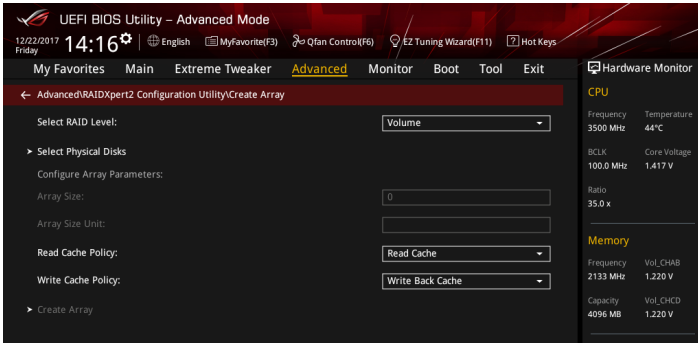 UEFI BIOS Utility – Advanced Mode
12/22/2017 Friday 14:16 English MyFavorite(F3) Qfan Control(F6) EZ Tuning Wizard(F11) ? Hot Keys
My Favorites Main Extreme Tweaker Advanced Monitor Boot Tool Exit
← Advanced\RAIDXpert2 Configuration Utility\Create Array
Select RAID Level: Volume
> Select Physical Disks
Configure Array Parameters:
Array Size: 0
Array Size Unit:
Read Cache Policy: Read Cache
Write Cache Policy: Write Back Cache
> Create Array
Hardware Monitor
CPU
Frequency Temperature
3500 MHz 44°C
BCLK Core Voltage
100.0 MHz 1.417 V
Ratio
35.0 x
Memory
Frequency Vol_CHAB
2133 MHz 1.220 V
Capacity Vol_CHCD
4096 MB 1.220 V